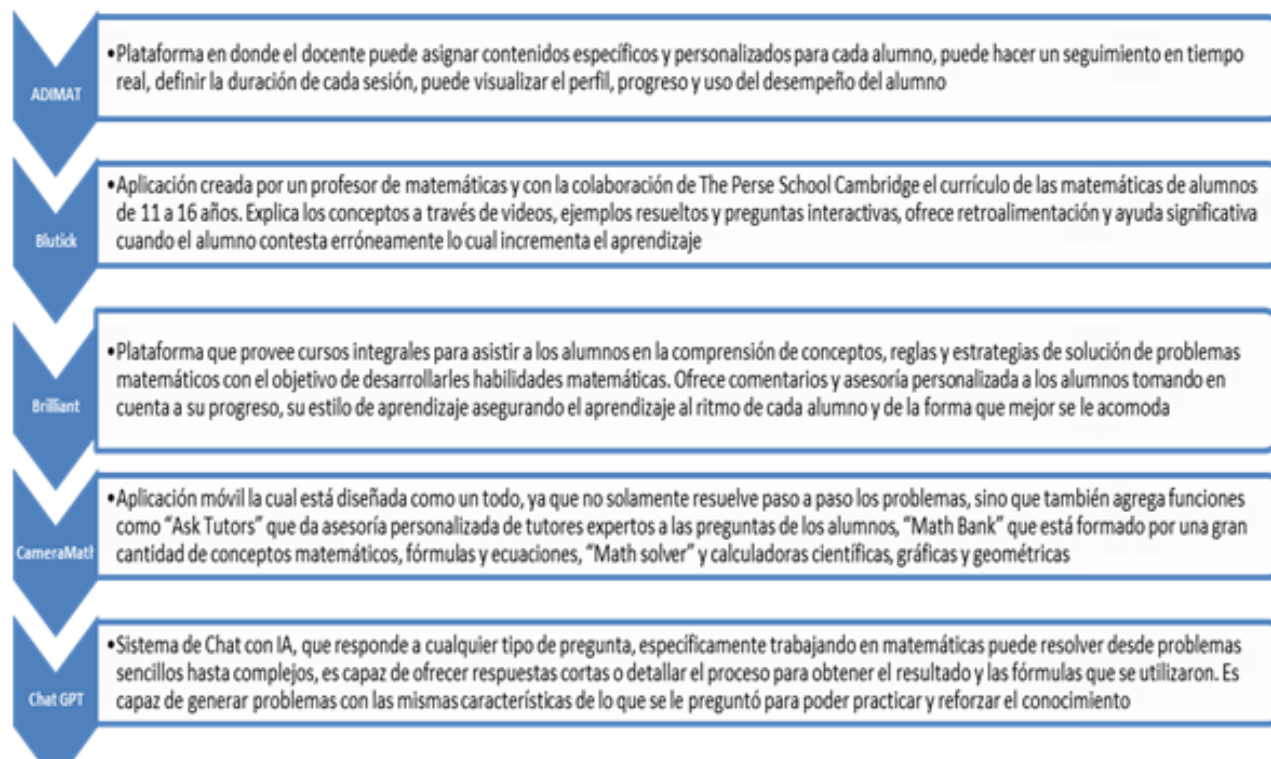 ADIMAT
•Plataforma en donde el docente puede asignar contenidos específicos y personalizados para cada alumno, puede hacer un seguimiento en tiempo
real, definir la duración de cada sesión, puede visualizar el perfil, progreso y uso del desempeño del alumno
Blutick
•Aplicación creada por un profesor de matemáticas y con la colaboración de The Perse School Cambridge el currículo de las matemáticas de alumnos
de 11 a 16 años. Explica los conceptos a través de videos, ejemplos resueltos y preguntas interactivas, ofrece retroalimentación y ayuda significativa
cuando el alumno contesta erróneamente lo cual incrementa el aprendizaje
Brilliant
•Plataforma que provee cursos integrales para asistir a los alumnos en la comprensión de conceptos, reglas y estrategias de solución de problemas
matemáticos con el objetivo de desarrollarles habilidades matemáticas. Ofrece comentarios y asesoría personalizada a los alumnos tomando en
cuenta a su progreso, su estilo de aprendizaje asegurando el aprendizaje al ritmo de cada alumno y de la forma que mejor se le acomoda
CameraMath
•Aplicación móvil la cual está diseñada como un todo, ya que no solamente resuelve paso a paso los problemas, sino que también agrega funciones
como “Ask Tutors” que da asesoría personalizada de tutores expertos a las preguntas de los alumnos, “Math Bank” que está formado por una gran
cantidad de conceptos matemáticos, fórmulas y ecuaciones, “Math solver” y calculadoras científicas, gráficas y geométricas
Chat GPT
•Sistema de Chat con IA, que responde a cualquier tipo de pregunta, específicamente trabajando en matemáticas puede resolver desde problemas
sencillos hasta complejos, es capaz de ofrecer respuestas cortas o detallar el proceso para obtener el resultado y las fórmulas que se utilizaron. Es
capaz de generar problemas con las mismas características de lo que se le preguntó para poder practicar y reforzar el conocimiento